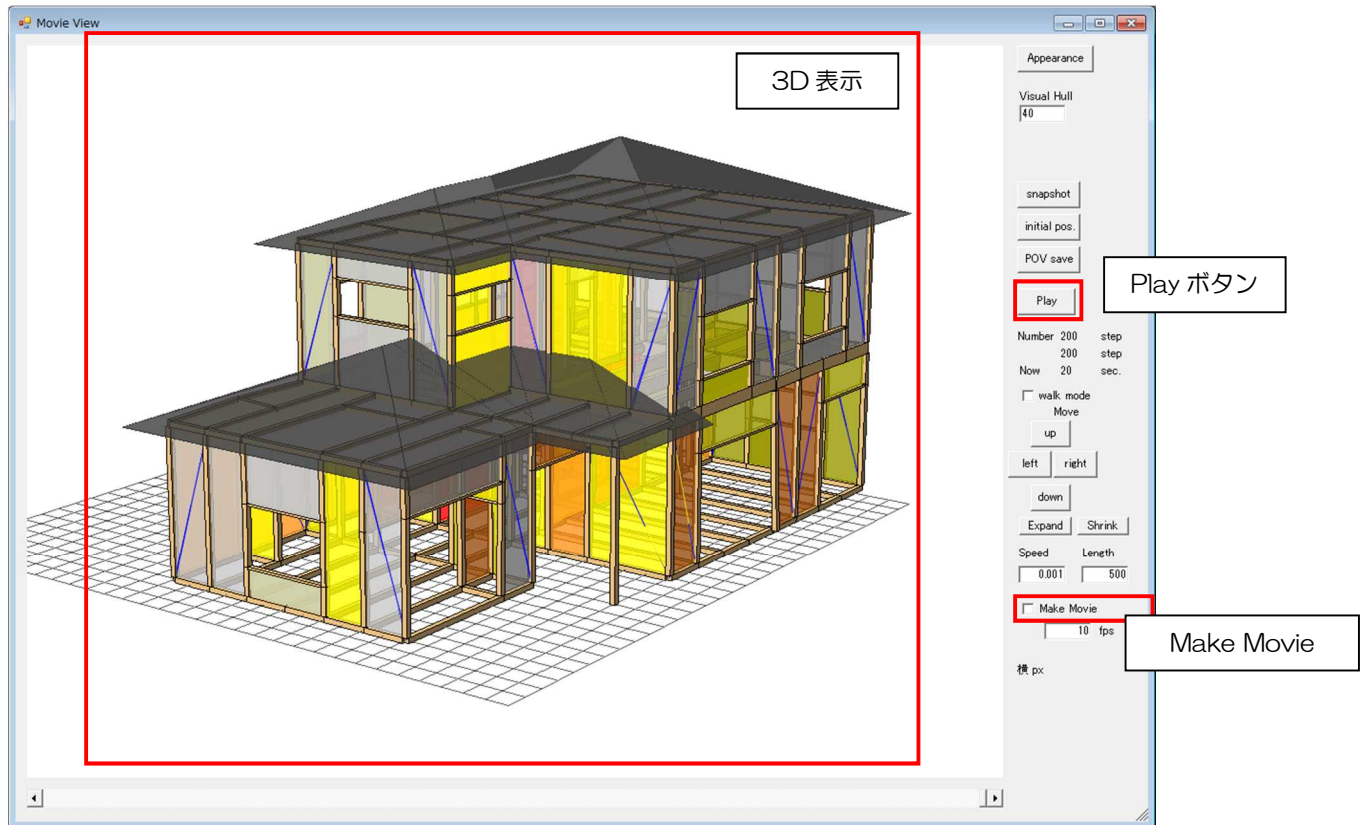 Movie View
3D 表示
Appearance
Visual Hull
40
snapshot
initial pos.
POV save
Play
Play ボタン
Number 200 step
200 step
Now 20 sec.
walk mode
Move
up
left right
down
Expand Shrink
Speed Length
0.001 500
Make Movie
10 fps
Make Movie
横 px